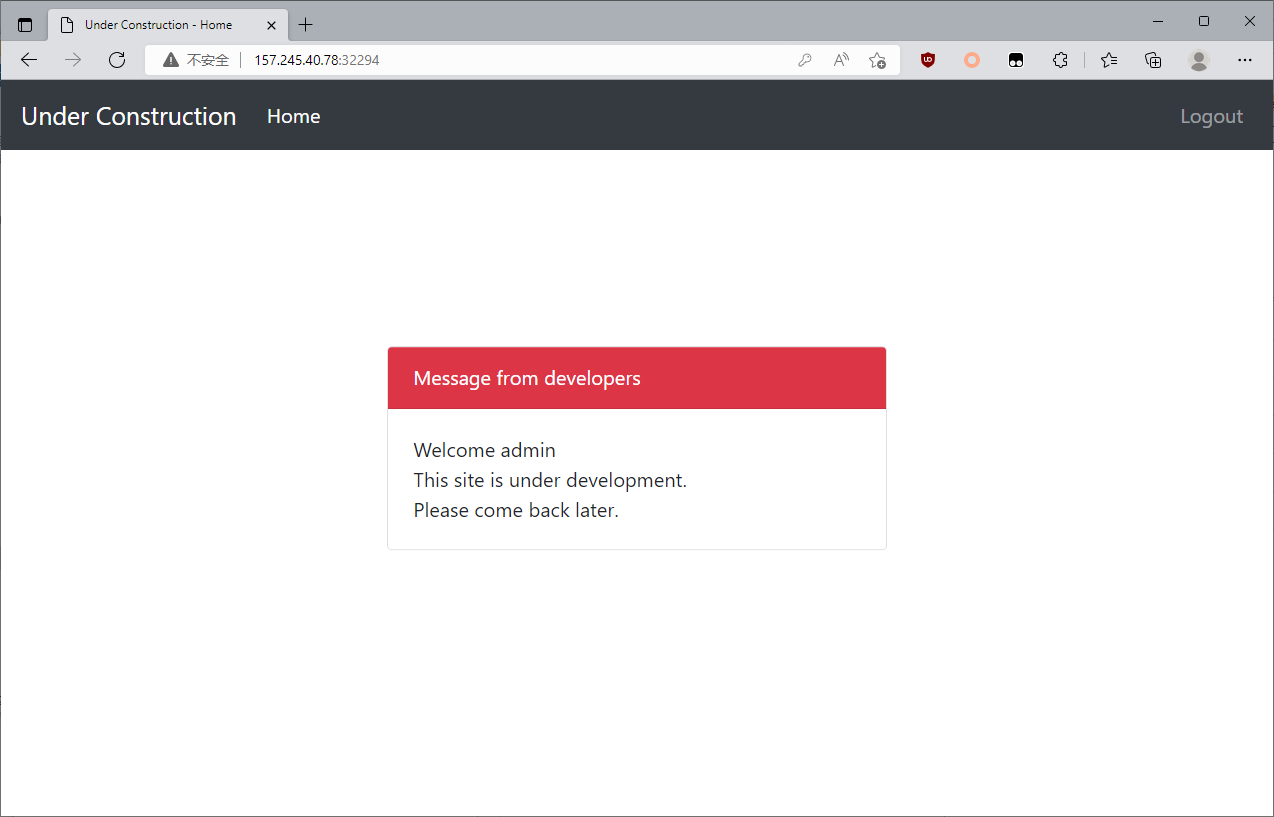 Under Construction - Home
不安全
157.245.40.78:32294
Under Construction Home Logout
Message from developers
Welcome admin
This site is under development.
Please come back later.